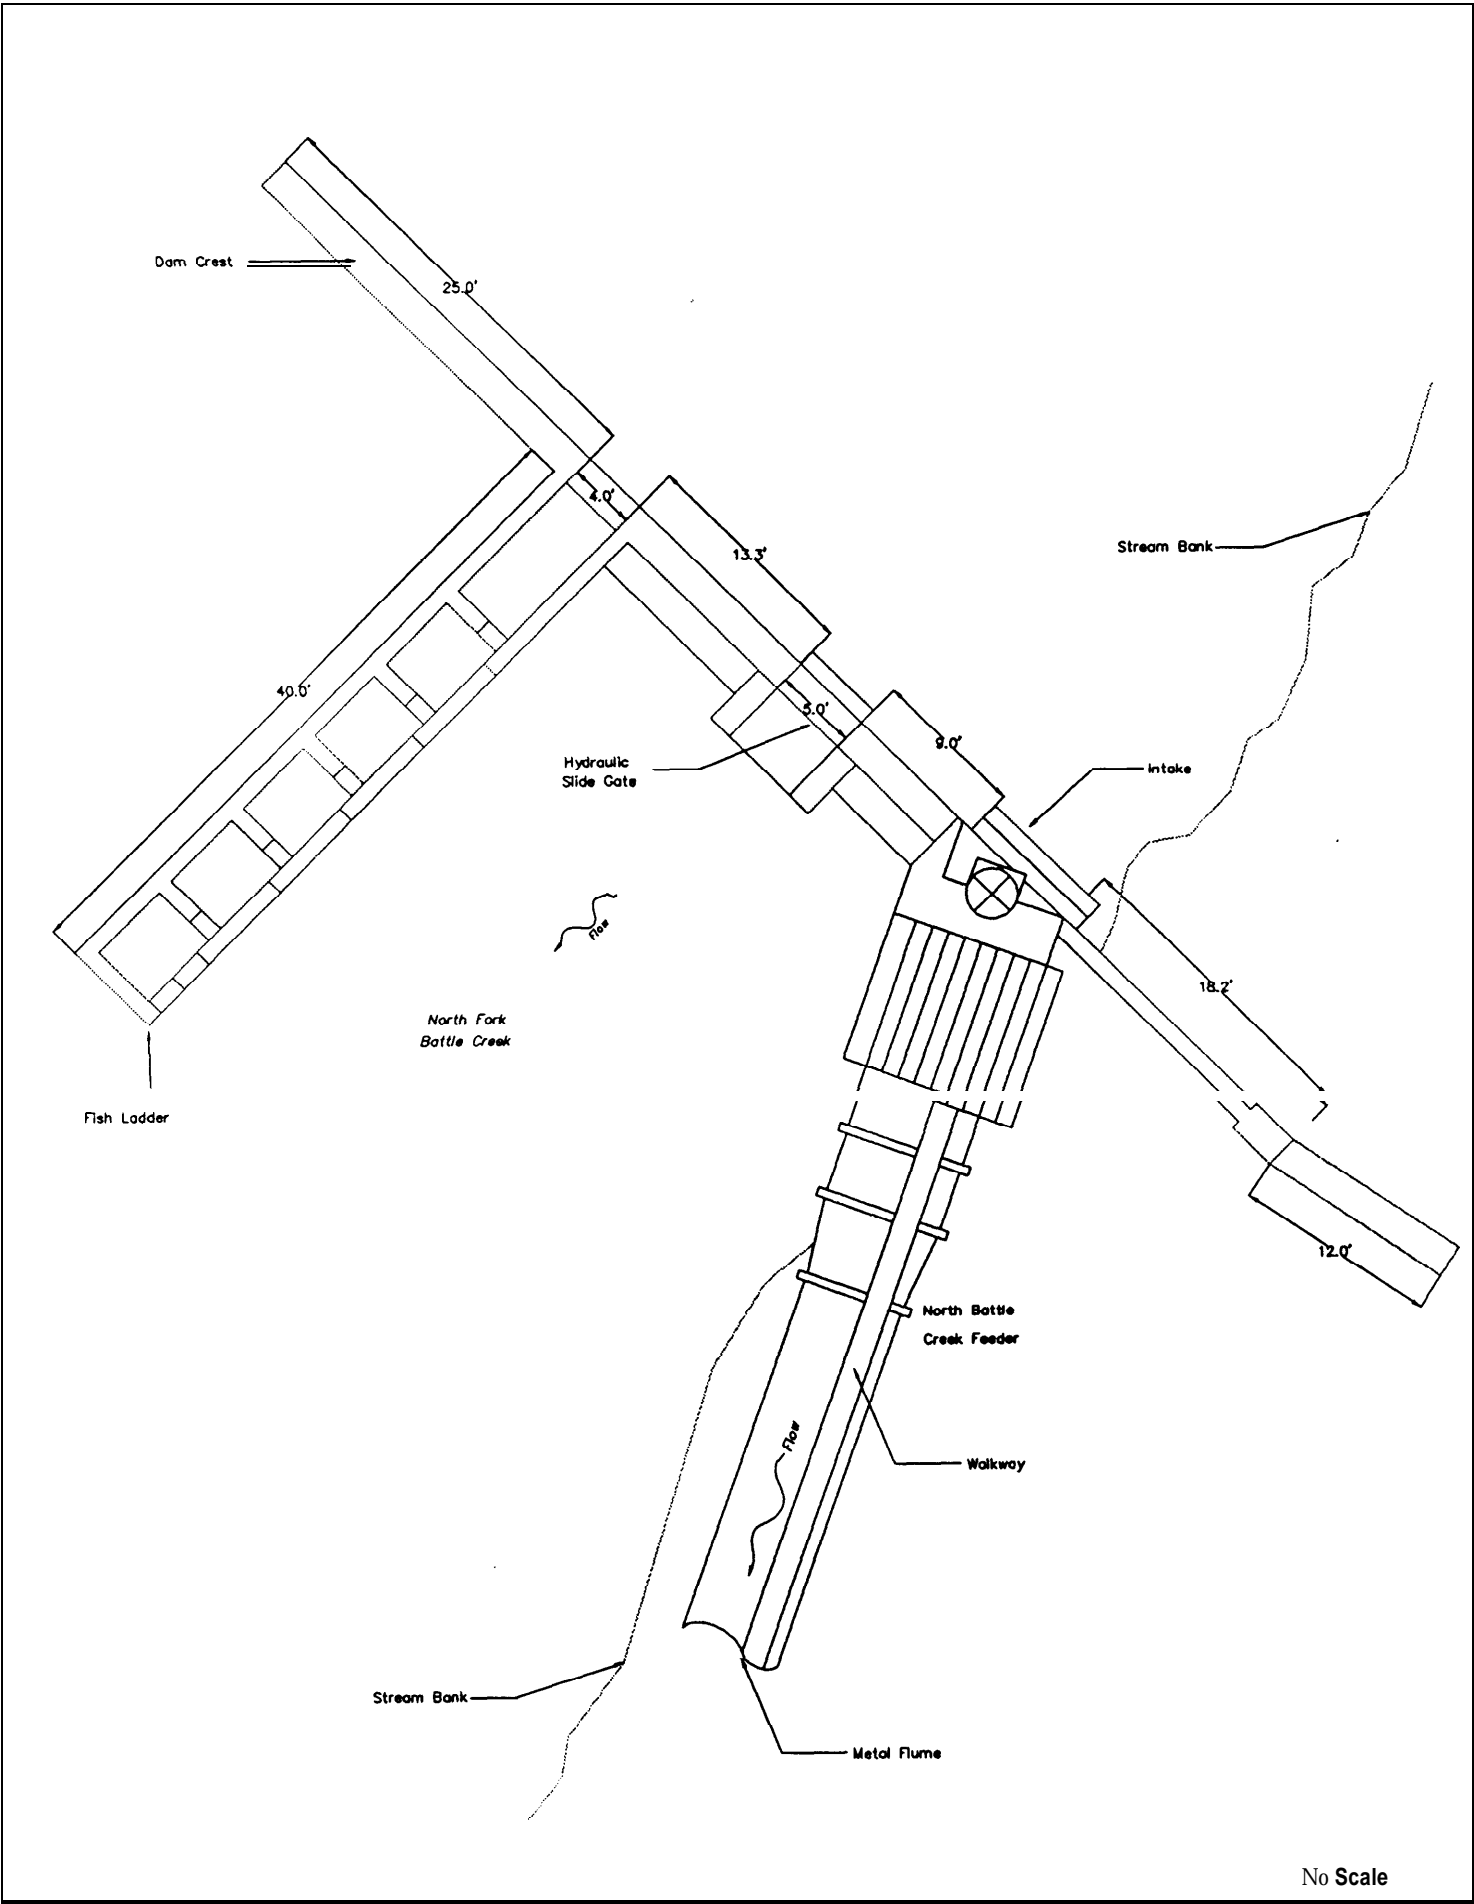 Dam Crest
25.0'
4.0'
13.3'
Stream Bank
40.0'
5.0'
Hydraulic
Slide Gate
9.0'
Intake
Flow
18.2'
North Fork
Battle Creek
Fish Ladder
12.0'
North Battle
Creek Feeder
Flow
Walkway
Stream Bank
Metal Flume
No Scale